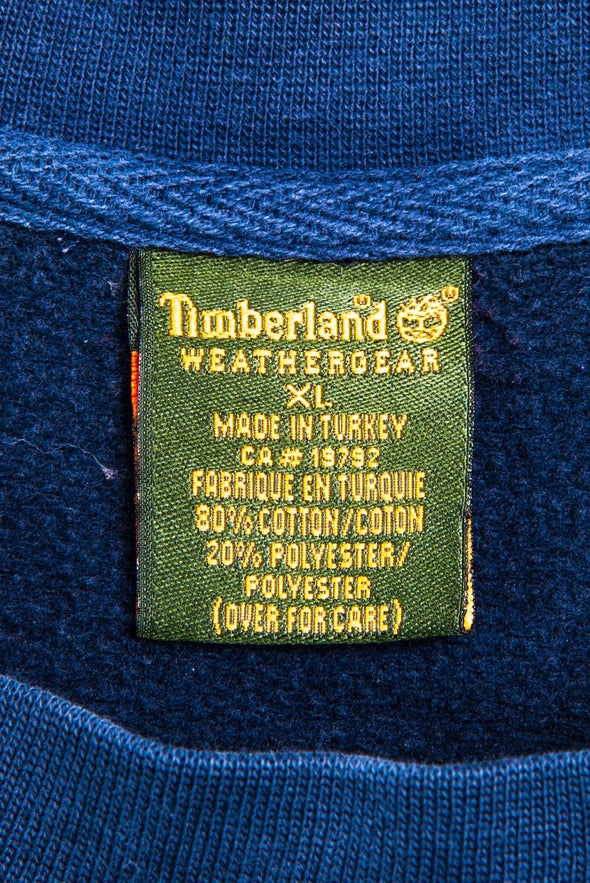 Timberland
WEATHERGEAR
XL
MADE IN TURKEY
CA# 19792
FABRIQUE EN TURQUIE
80% COTTON/COTON
20% POLYESTER/
POLYESTER
(OVER FOR CARE)